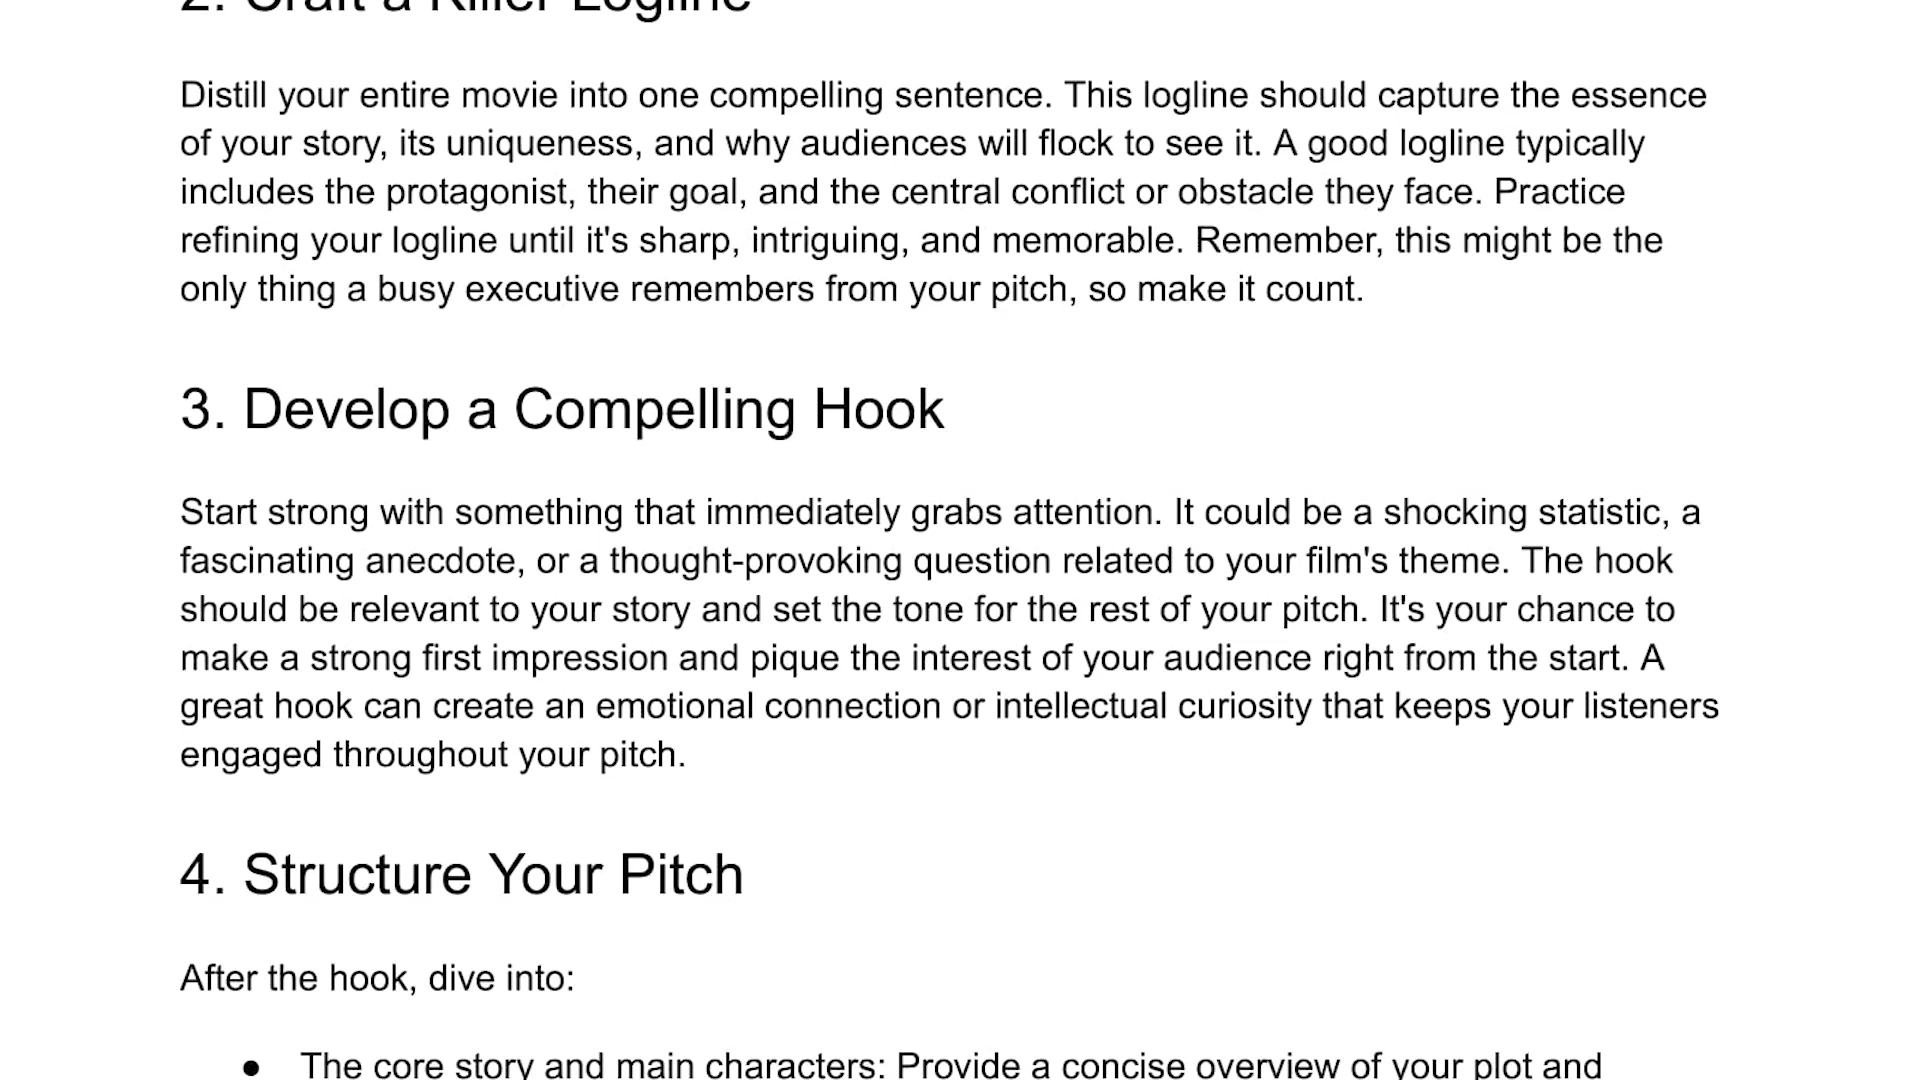 2. Craft a Killer Logline
Distill your entire movie into one compelling sentence. This logline should capture the essence
of your story, its uniqueness, and why audiences will flock to see it. A good logline typically
includes the protagonist, their goal, and the central conflict or obstacle they face. Practice
refining your logline until it's sharp, intriguing, and memorable. Remember, this might be the
only thing a busy executive remembers from your pitch, so make it count.
3. Develop a Compelling Hook
Start strong with something that immediately grabs attention. It could be a shocking statistic, a
fascinating anecdote, or a thought-provoking question related to your film's theme. The hook
should be relevant to your story and set the tone for the rest of your pitch. It's your chance to
make a strong first impression and pique the interest of your audience right from the start. A
great hook can create an emotional connection or intellectual curiosity that keeps your listeners
engaged throughout your pitch.
4. Structure Your Pitch
After the hook, dive into:
● The core story and main characters: Provide a concise overview of your plot and